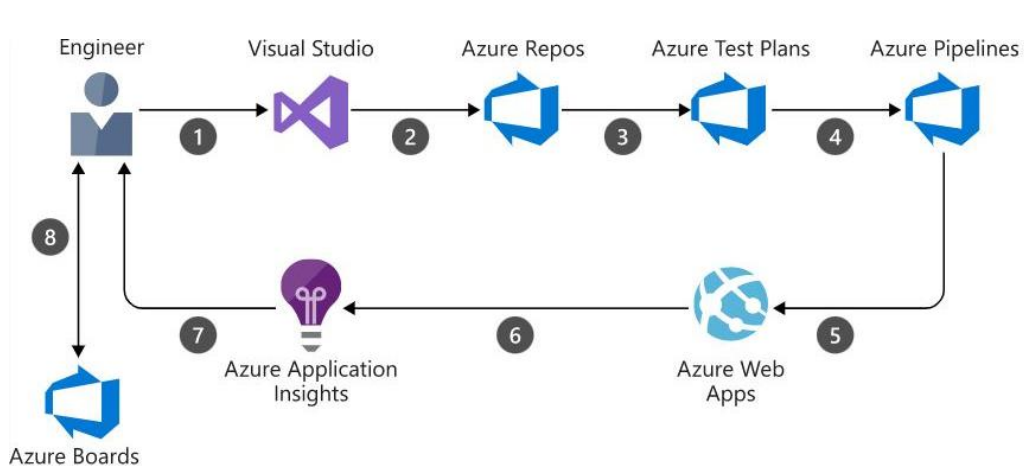 Engineer
Visual Studio
Azure Repos
Azure Test Plans
Azure Pipelines
1
2
3
4
8
7
6
5
Azure Application
Insights
Azure Web
Apps
Azure Boards